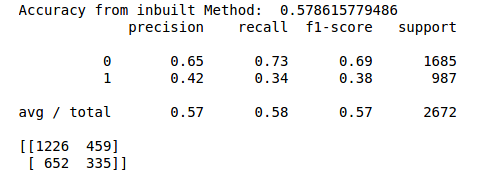 Accuracy from inbuilt Method:  0.578615779486
precision    recall  f1-score   support
0       0.65      0.73      0.69      1685
1       0.42      0.34      0.38       987
avg / total       0.57      0.58      0.57      2672
[[1226  459]
[ 652  335]]